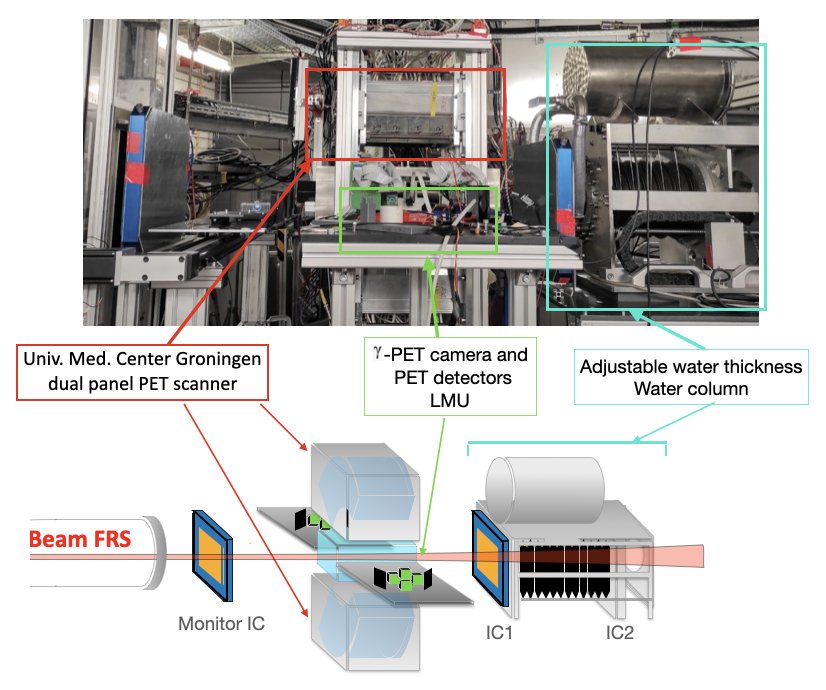 Univ. Med. Center Groningen
dual panel PET scanner
γ-PET camera and
PET detectors
LMU
Adjustable water thickness
Water column
Beam FRS
Monitor IC
IC1
IC2